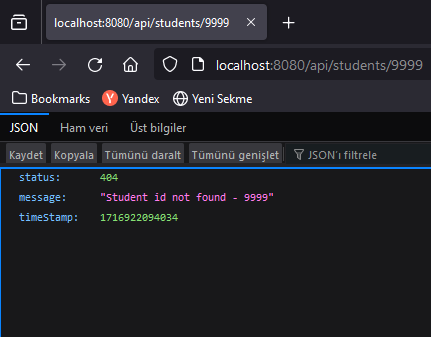 localhost:8080/api/students/9999
localhost:8080/api/students/9999
Bookmarks Yandex Yeni Sekme
JSON Ham veri Üst bilgiler
Kaydet Kopyala Tümünü daralt Tümünü genişlet JSON'ı filtrele
status: 404
message: "Student id not found - 9999"
timeStamp: 1716922094034